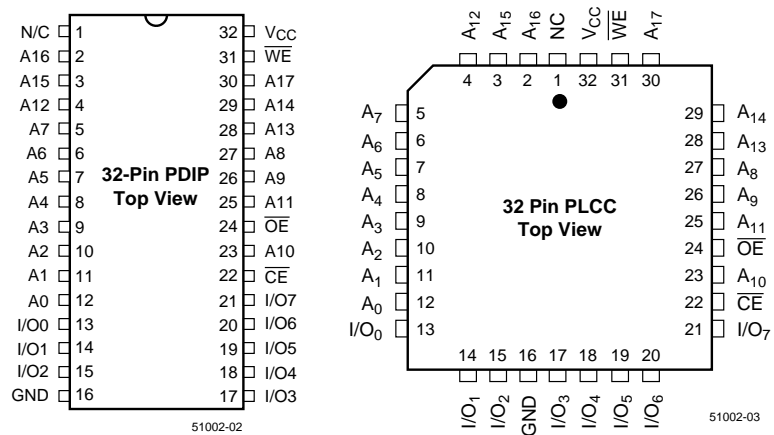 N/C 1 32 VCC
A16 2 31 W̅E̅
A15 3 30 A17
A12 4 29 A14
A7 5 28 A13
A6 6 27 A8
A5 7 26 A9
A4 8 25 A11
A3 9 24 O̅E̅
A2 10 23 A10
A1 11 22 C̅E̅
A0 12 21 I/O7
I/O0 13 20 I/O6
I/O1 14 19 I/O5
I/O2 15 18 I/O4
GND 16 17 I/O3
32-Pin PDIP
Top View
51002-02
A₁₂ A₁₅ A₁₆ NC VCC W̅E̅ A₁₇
4 3 2 1 32 31 30
A₇ 5 29 A₁₄
A₆ 6 28 A₁₃
A₅ 7 27 A₈
A₄ 8 26 A₉
A₃ 9 25 A₁₁
A₂ 10 24 O̅E̅
A₁ 11 23 A₁₀
A₀ 12 22 C̅E̅
I/O₀ 13 21 I/O₇
32 Pin PLCC
Top View
14 15 16 17 18 19 20
I/O₁ I/O₂ GND I/O₃ I/O₄ I/O₅ I/O₆
51002-03